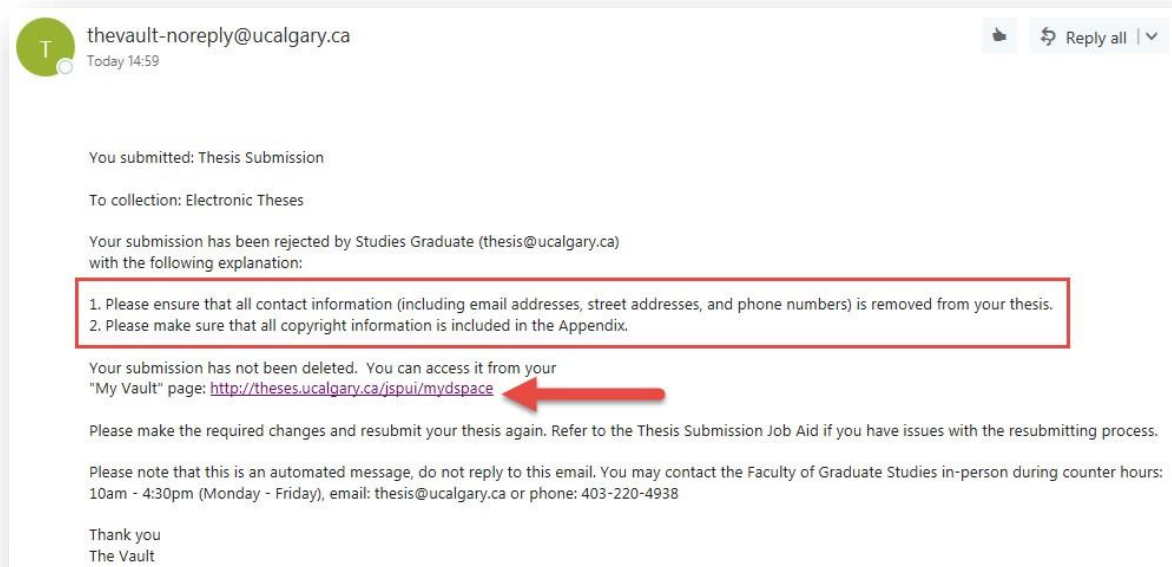 T
thevault-noreply@ucalgary.ca
Today 14:59
Reply all
You submitted: Thesis Submission
To collection: Electronic Theses
Your submission has been rejected by Studies Graduate (thesis@ucalgary.ca)
with the following explanation:
1. Please ensure that all contact information (including email addresses, street addresses, and phone numbers) is removed from your thesis.
2. Please make sure that all copyright information is included in the Appendix.
Your submission has not been deleted. You can access it from your
"My Vault" page: http://theses.ucalgary.ca/jspui/mydspace
Please make the required changes and resubmit your thesis again. Refer to the Thesis Submission Job Aid if you have issues with the resubmitting process.
Please note that this is an automated message, do not reply to this email. You may contact the Faculty of Graduate Studies in-person during counter hours:
10am - 4:30pm (Monday - Friday), email: thesis@ucalgary.ca or phone: 403-220-4938
Thank you
The Vault